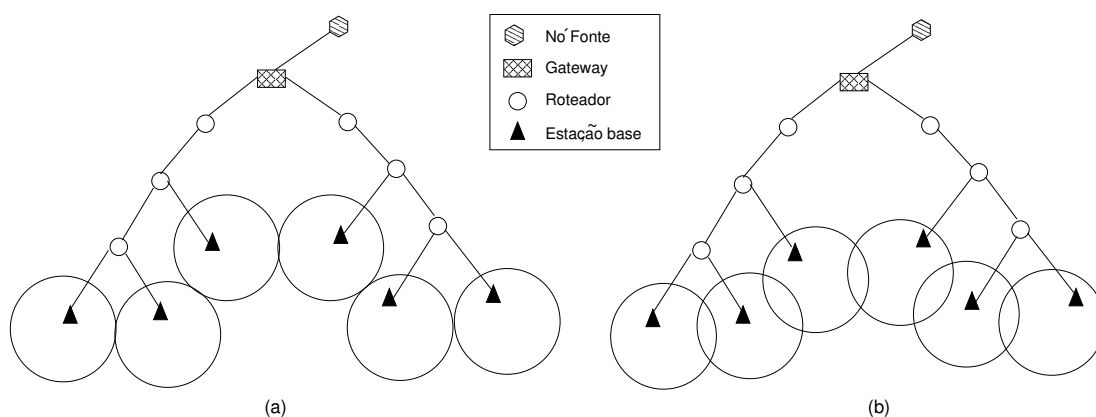 Nó Fonte
Gateway
Roteador
Estação base
(a)
(b)